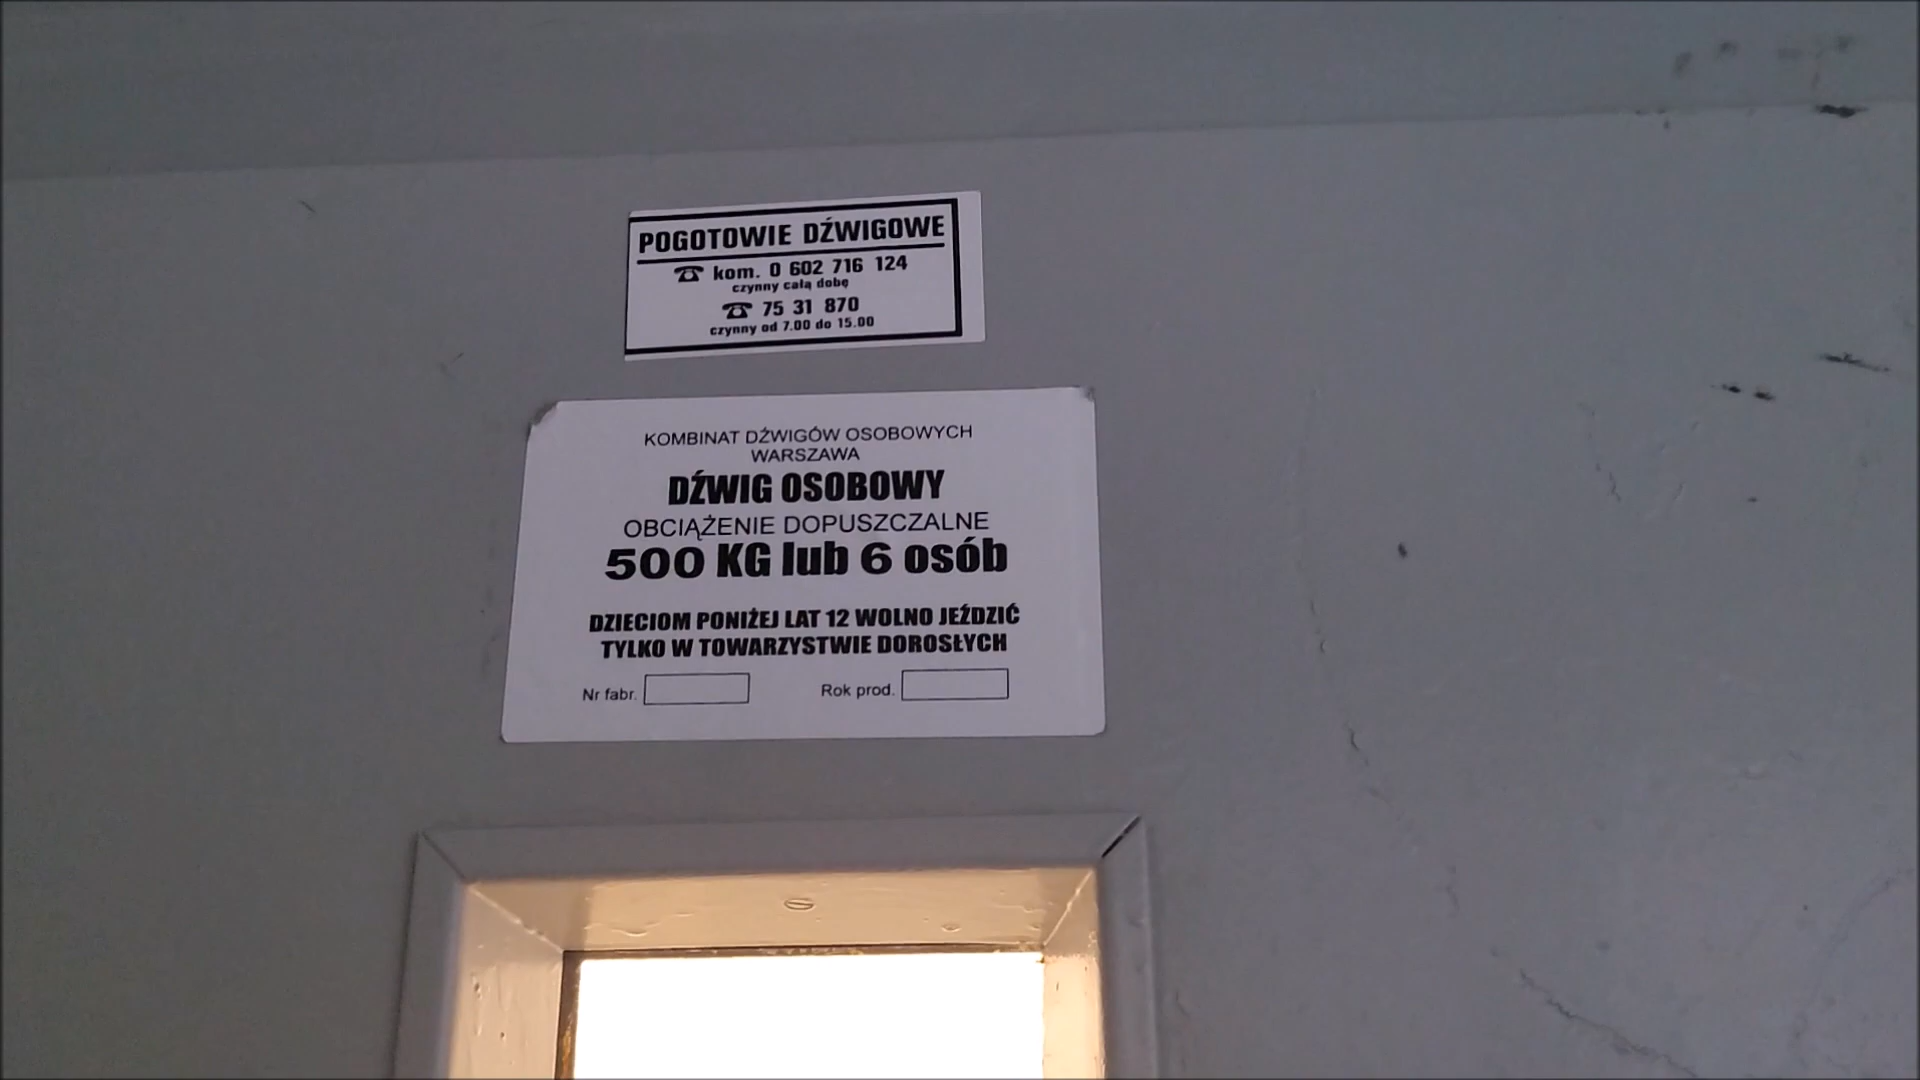 POGOTOWIE DŹWIGOWE
☎ kom. 0 602 716 124
czynny całą dobę
☎ 75 31 870
czynny od 7.00 do 15.00
KOMBINAT DŹWIGÓW OSOBOWYCH
WARSZAWA
DŹWIG OSOBOWY
OBCIĄŻENIE DOPUSZCZALNE
500 KG lub 6 osób
DZIECIOM PONIŻEJ LAT 12 WOLNO JEŹDZIĆ
TYLKO W TOWARZYSTWIE DOROSŁYCH
Nr fabr. Rok prod.